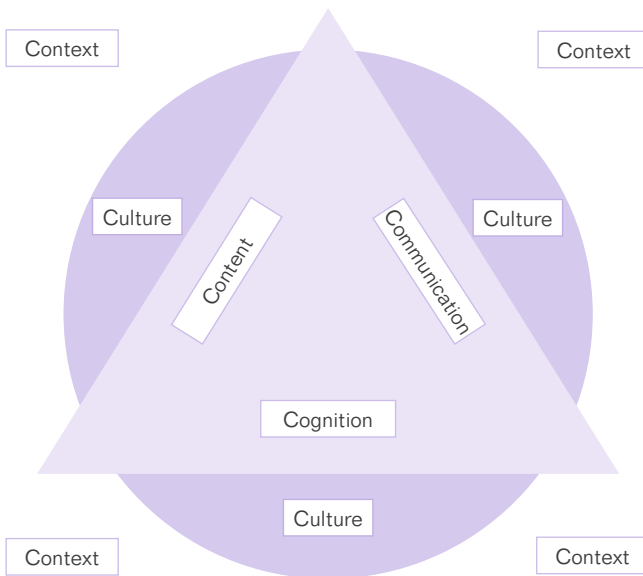 Context
Context
Culture
Culture
Content
Communication
Cognition
Culture
Context
Context